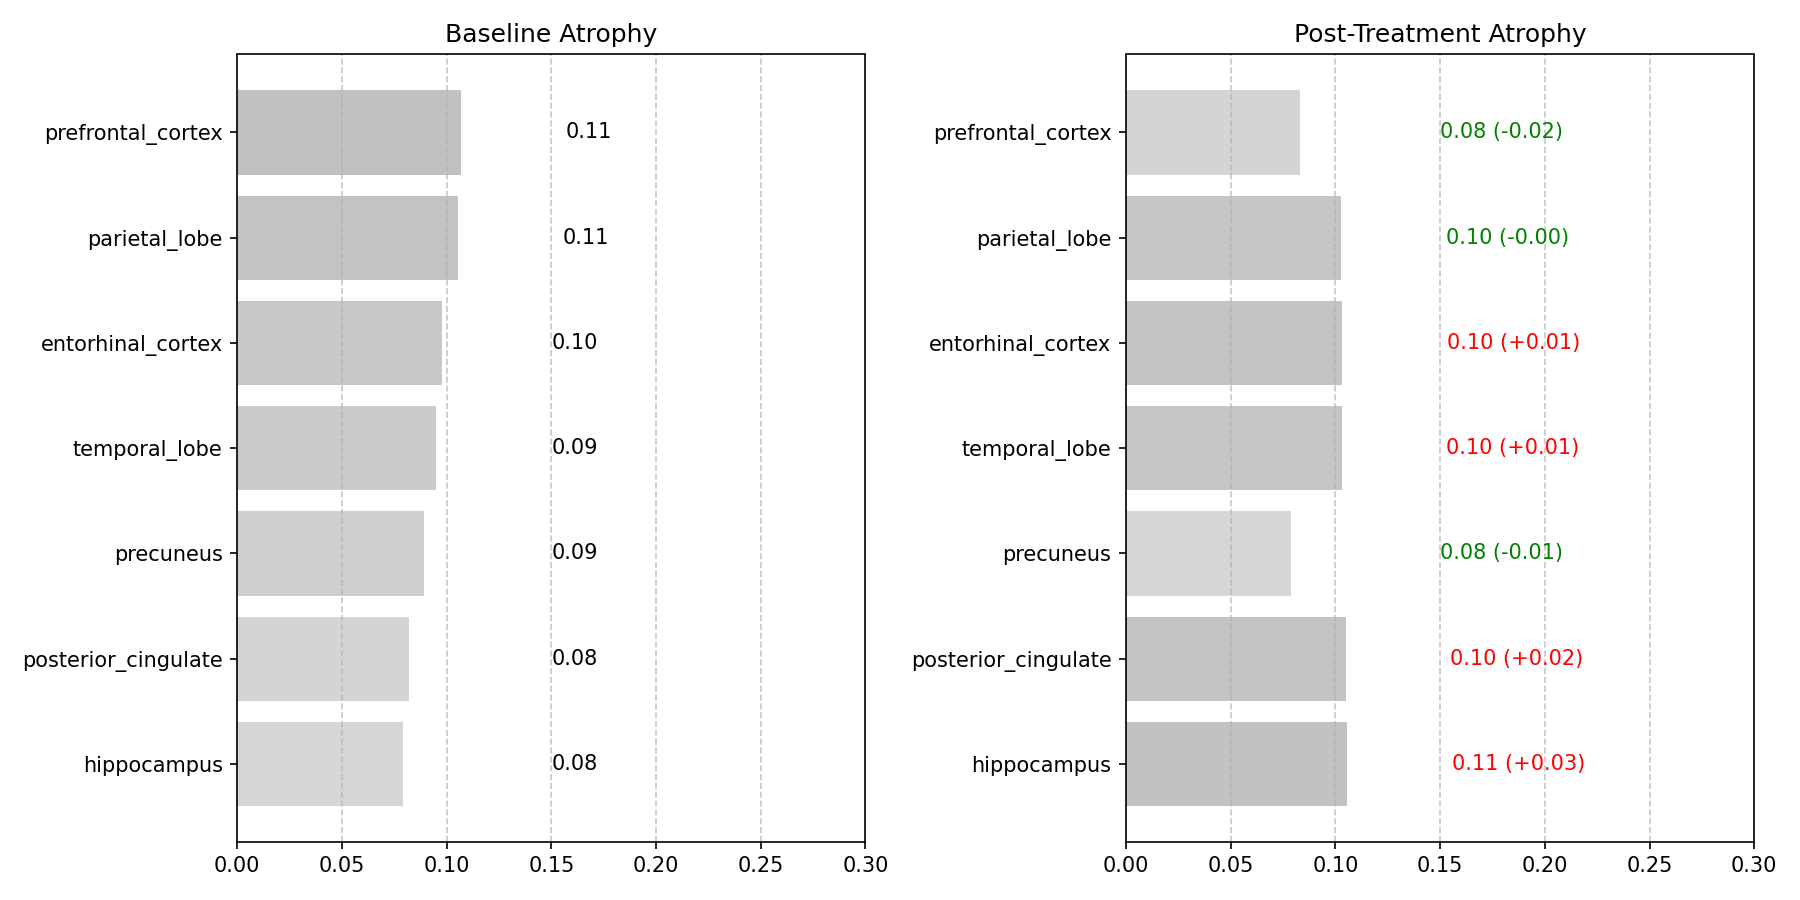 Baseline Atrophy
prefrontal_cortex 0.11
parietal_lobe 0.11
entorhinal_cortex 0.10
temporal_lobe 0.09
precuneus 0.09
posterior_cingulate 0.08
hippocampus 0.08
0.00 0.05 0.10 0.15 0.20 0.25 0.30
Post-Treatment Atrophy
prefrontal_cortex 0.08 (-0.02)
parietal_lobe 0.10 (-0.00)
entorhinal_cortex 0.10 (+0.01)
temporal_lobe 0.10 (+0.01)
precuneus 0.08 (-0.01)
posterior_cingulate 0.10 (+0.02)
hippocampus 0.11 (+0.03)
0.00 0.05 0.10 0.15 0.20 0.25 0.30